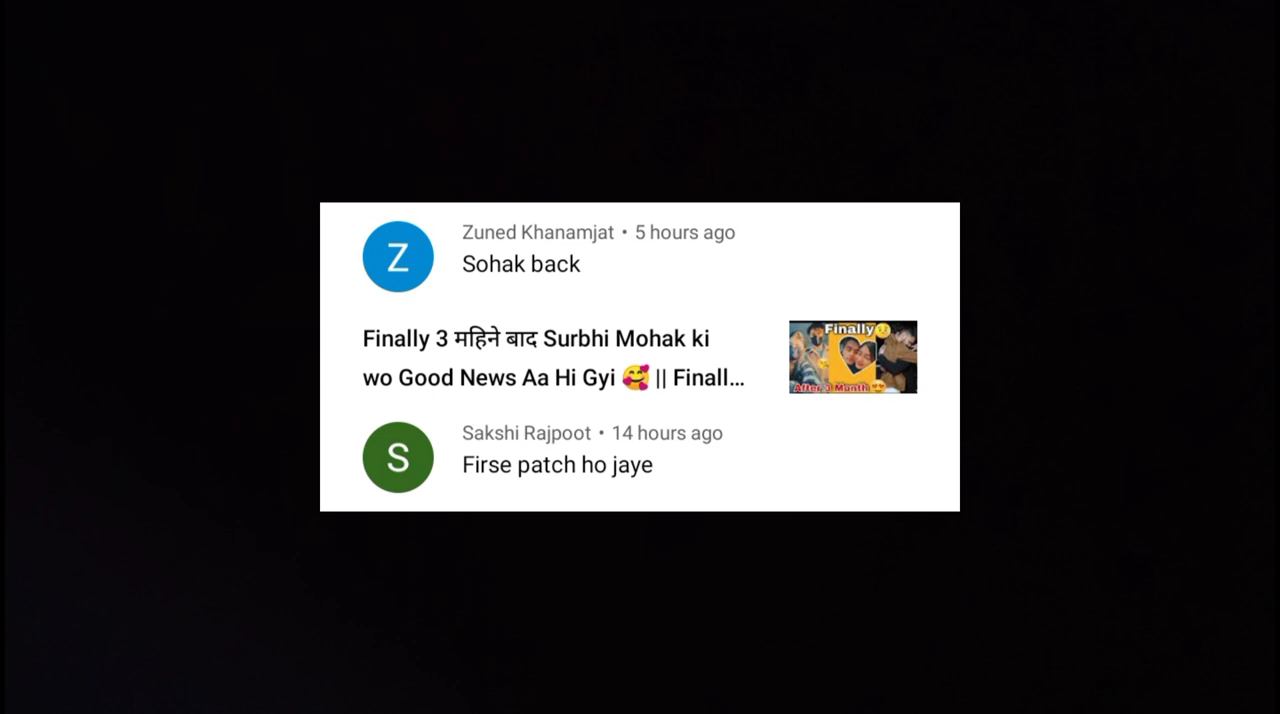 Zuned Khanamjat • 5 hours ago
Z
Sohak back
Finally 3 महिने बाद Surbhi Mohak ki
wo Good News Aa Hi Gyi 🥰 || Finall...
Finally🥺
After 3 Month😍
Sakshi Rajpoot • 14 hours ago
S
Firse patch ho jaye